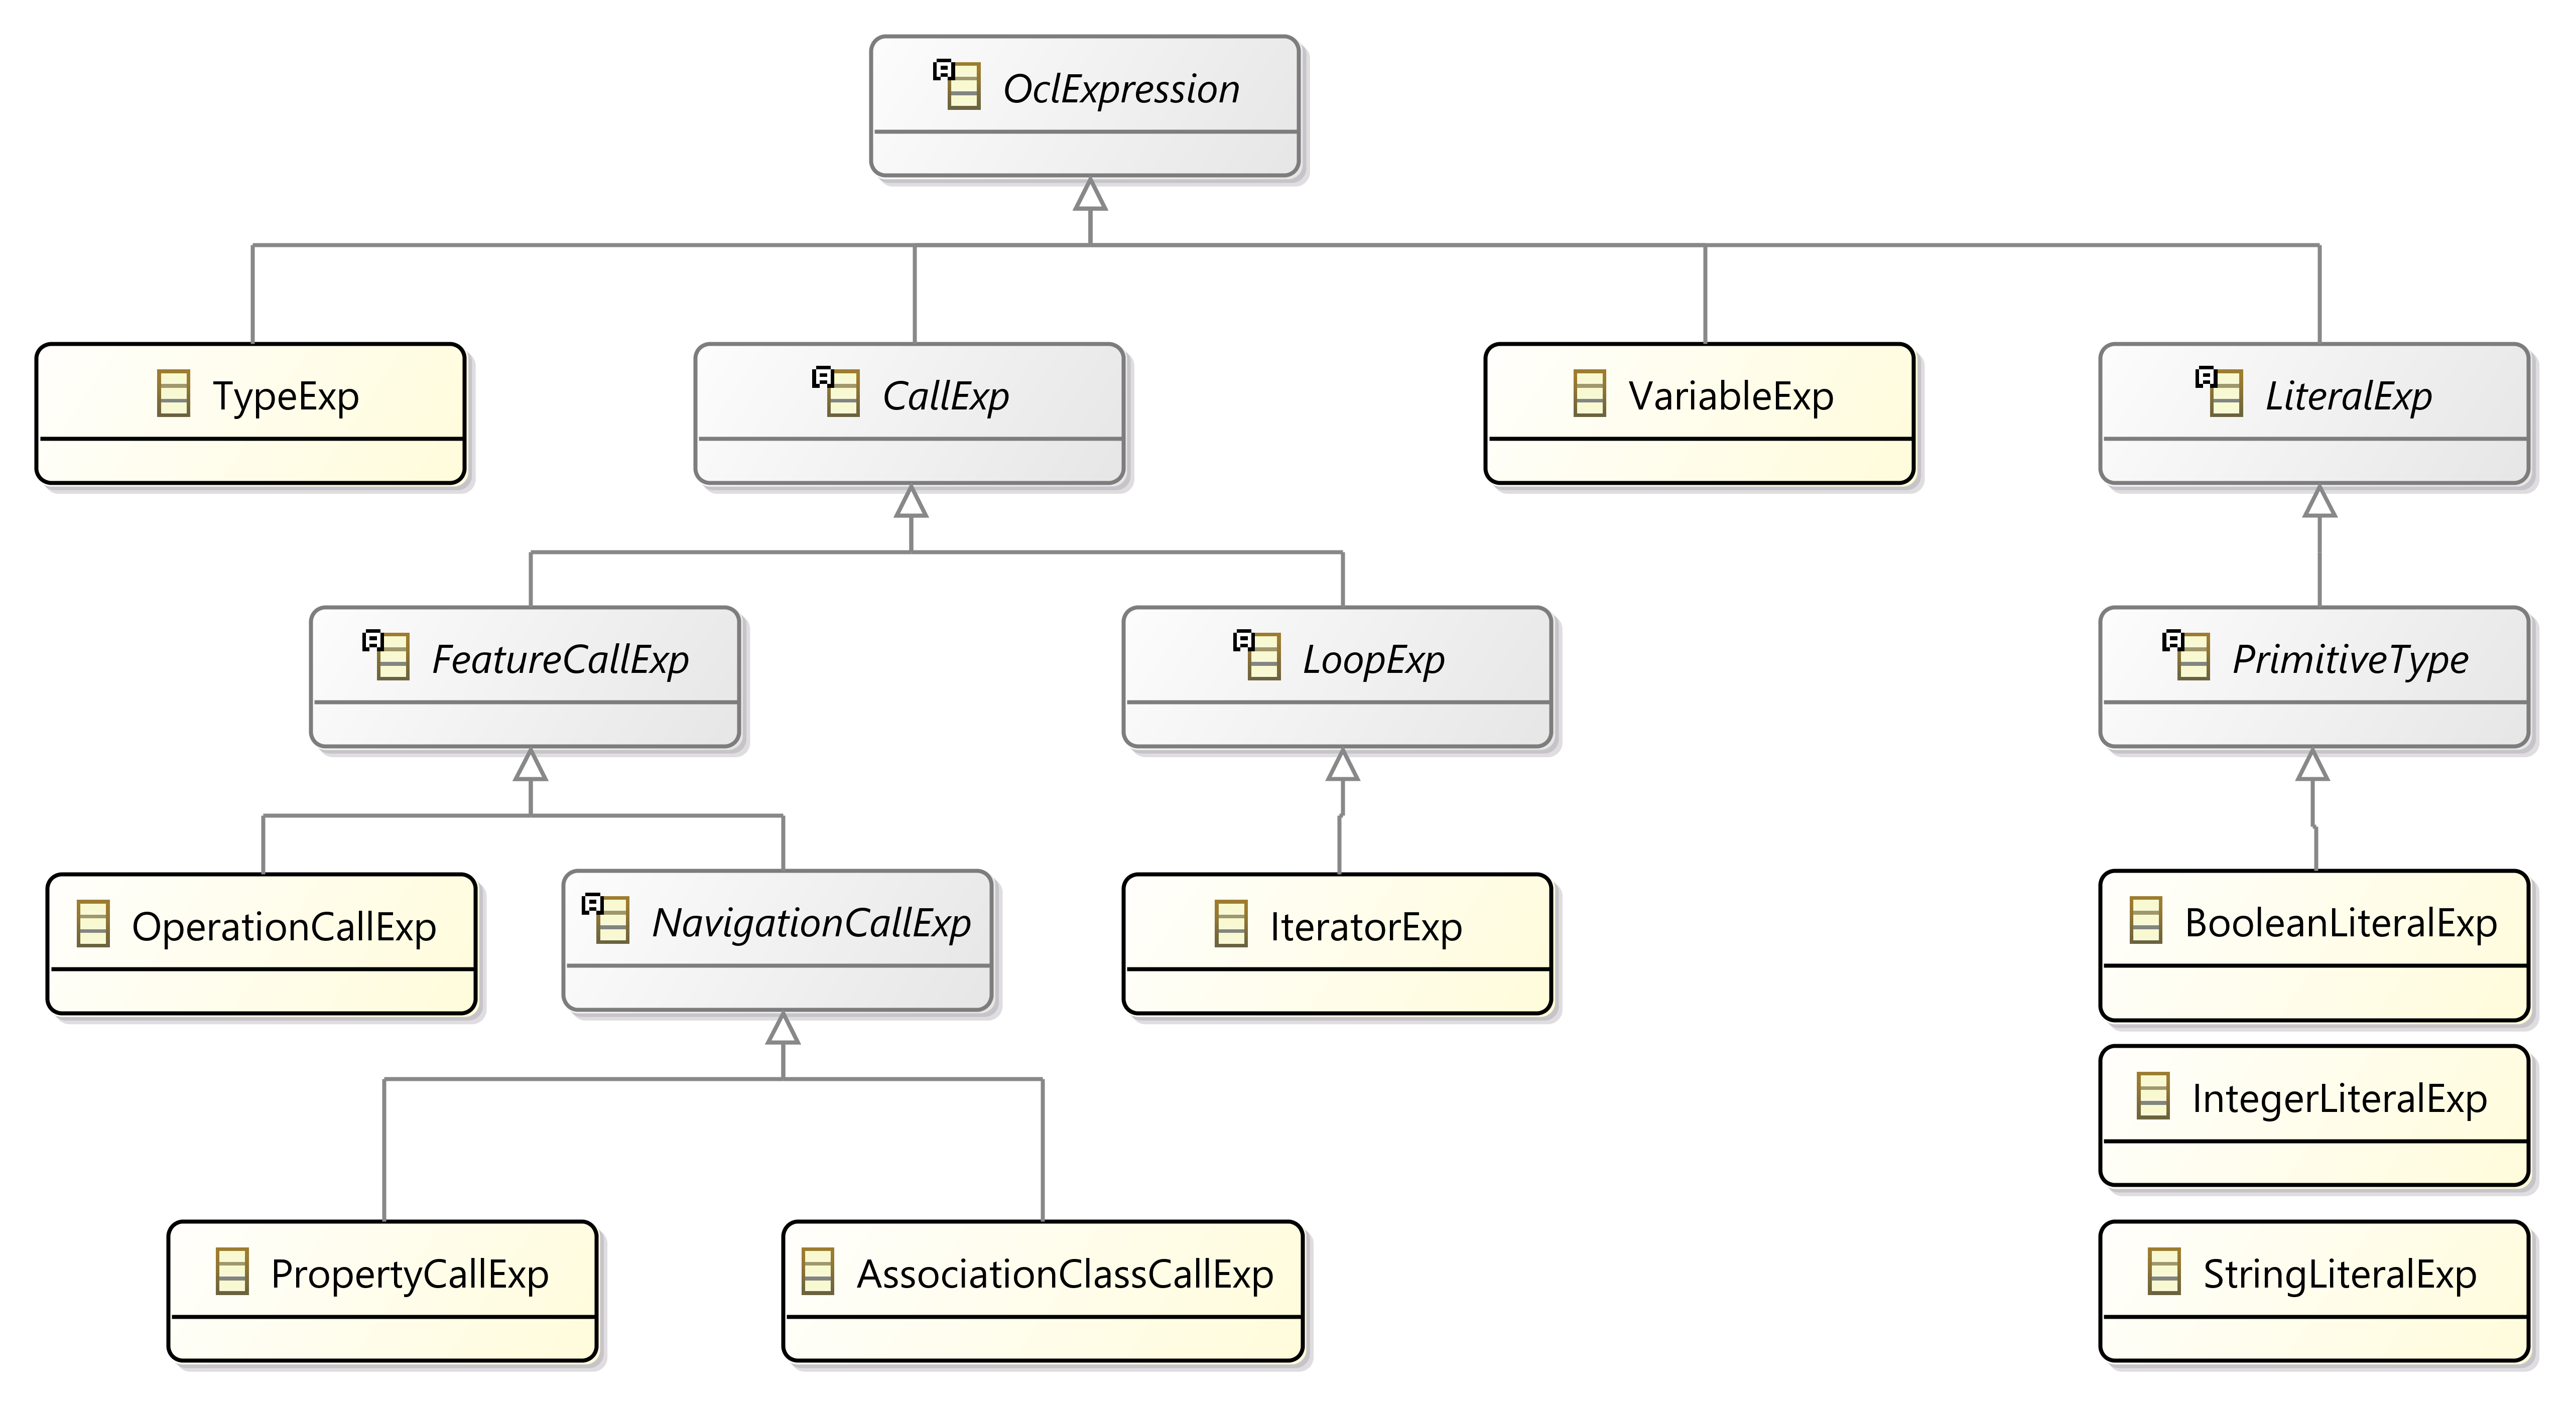 OclExpression
TypeExp
CallExp
VariableExp
LiteralExp
FeatureCallExp
LoopExp
PrimitiveType
OperationCallExp
NavigationCallExp
IteratorExp
BooleanLiteralExp
IntegerLiteralExp
PropertyCallExp
AssociationClassCallExp
StringLiteralExp